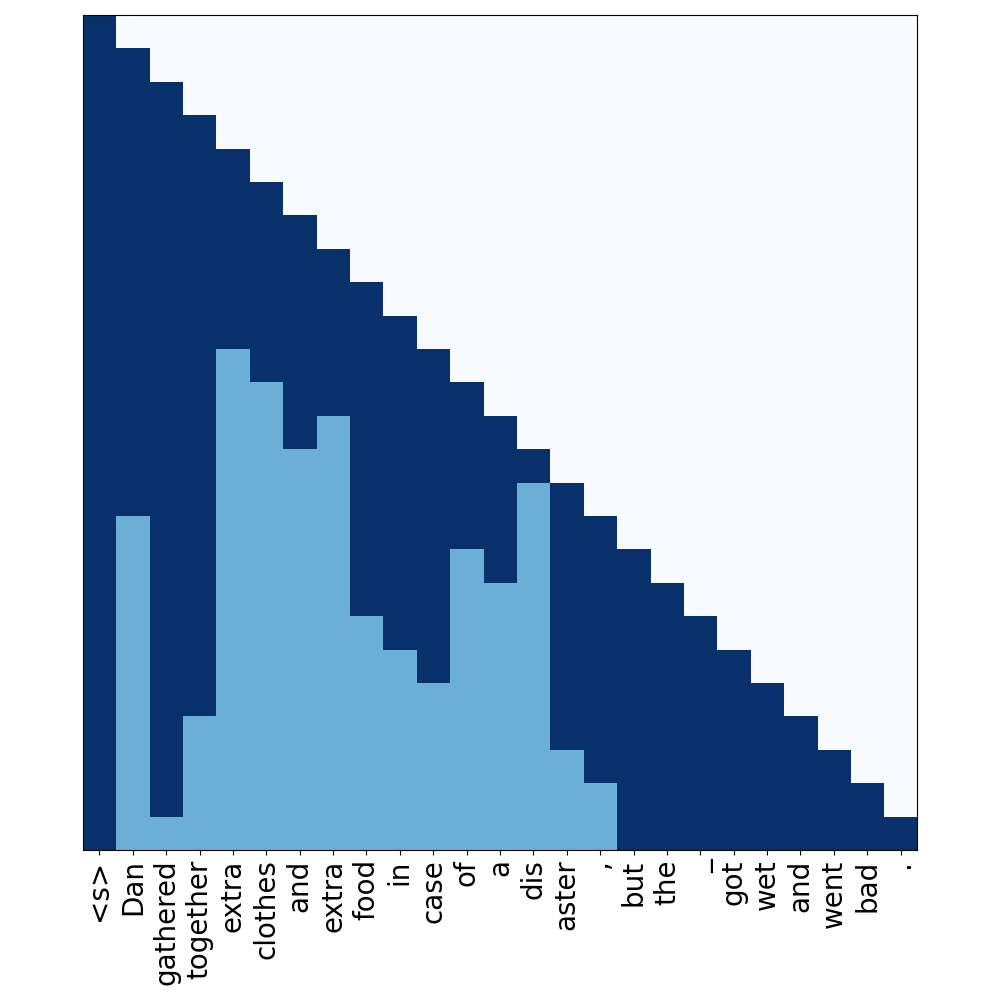 <s>
Dan
gathered
together
extra
clothes
and
extra
food
in
case
of
a
dis
aster
,
but
the
_
got
wet
and
went
bad
.